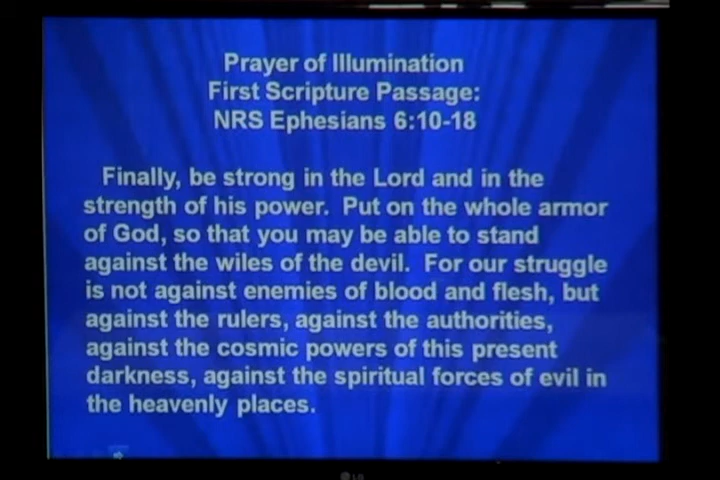 Prayer of Illumination
First Scripture Passage:
NRS Ephesians 6:10-18
Finally, be strong in the Lord and in the
strength of his power. Put on the whole armor
of God, so that you may be able to stand
against the wiles of the devil. For our struggle
is not against enemies of blood and flesh, but
against the rulers, against the authorities,
against the cosmic powers of this present
darkness, against the spiritual forces of evil in
the heavenly places.
LG